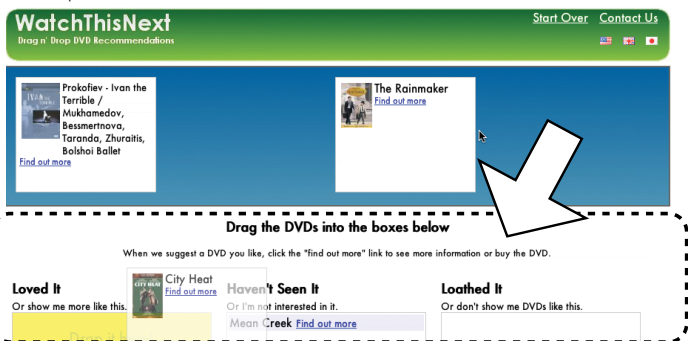 WatchThisNext
Drag n' Drop DVD Recommendations
Start Over Contact Us
Prokofiev - Ivan the
Terrible /
Mukhamedov,
Bessmertnova,
Taranda, Zhuraitis,
Bolshoi Ballet
Find out more
The Rainmaker
Find out more
Drag the DVDs into the boxes below
When we suggest a DVD you like, click the "find out more" link to see more information or buy the DVD.
Loved It
Or show me more like this.
City Heat
Find out more
Haven't Seen It
Or I'm not interested in it.
Mean Creek Find out more
Loathed It
Or don't show me DVDs like this.